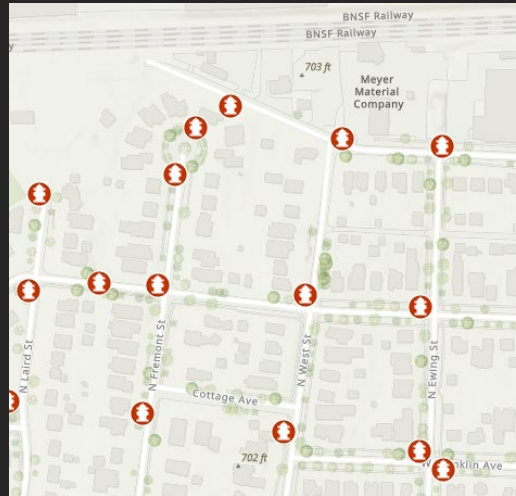 BNSF Railway
BNSF Railway
703 ft
Meyer
Material
Company
N Laird St
N Fremont St
N West St
N Ewing St
Cottage Ave
702 ft
Ave